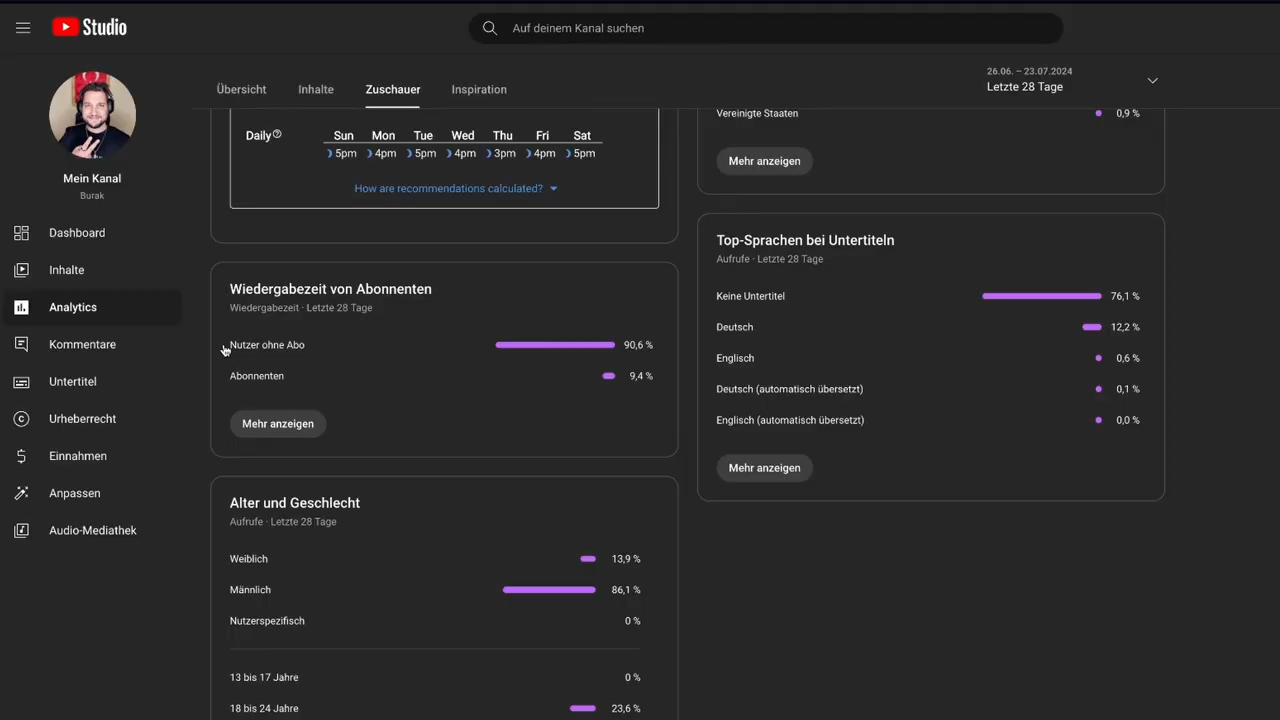 Studio
Auf deinem Kanal suchen
Mein Kanal
Burak
Dashboard
Inhalte
Analytics
Kommentare
Untertitel
Urheberrecht
Einnahmen
Anpassen
Audio-Mediathek
Übersicht Inhalte Zuschauer Inspiration
26.06. – 23.07.2024
Letzte 28 Tage
Daily Sun Mon Tue Wed Thu Fri Sat
5pm 4pm 5pm 4pm 3pm 4pm 5pm
How are recommendations calculated?
Wiedergabezeit von Abonnenten
Wiedergabezeit · Letzte 28 Tage
Nutzer ohne Abo 90,6 %
Abonnenten 9,4 %
Mehr anzeigen
Alter und Geschlecht
Aufrufe · Letzte 28 Tage
Weiblich 13,9 %
Männlich 86,1 %
Nutzerspezifisch 0 %
13 bis 17 Jahre 0 %
18 bis 24 Jahre 23,6 %
Vereinigte Staaten 0,9 %
Mehr anzeigen
Top-Sprachen bei Untertiteln
Aufrufe · Letzte 28 Tage
Keine Untertitel 76,1 %
Deutsch 12,2 %
Englisch 0,6 %
Deutsch (automatisch übersetzt) 0,1 %
Englisch (automatisch übersetzt) 0,0 %
Mehr anzeigen